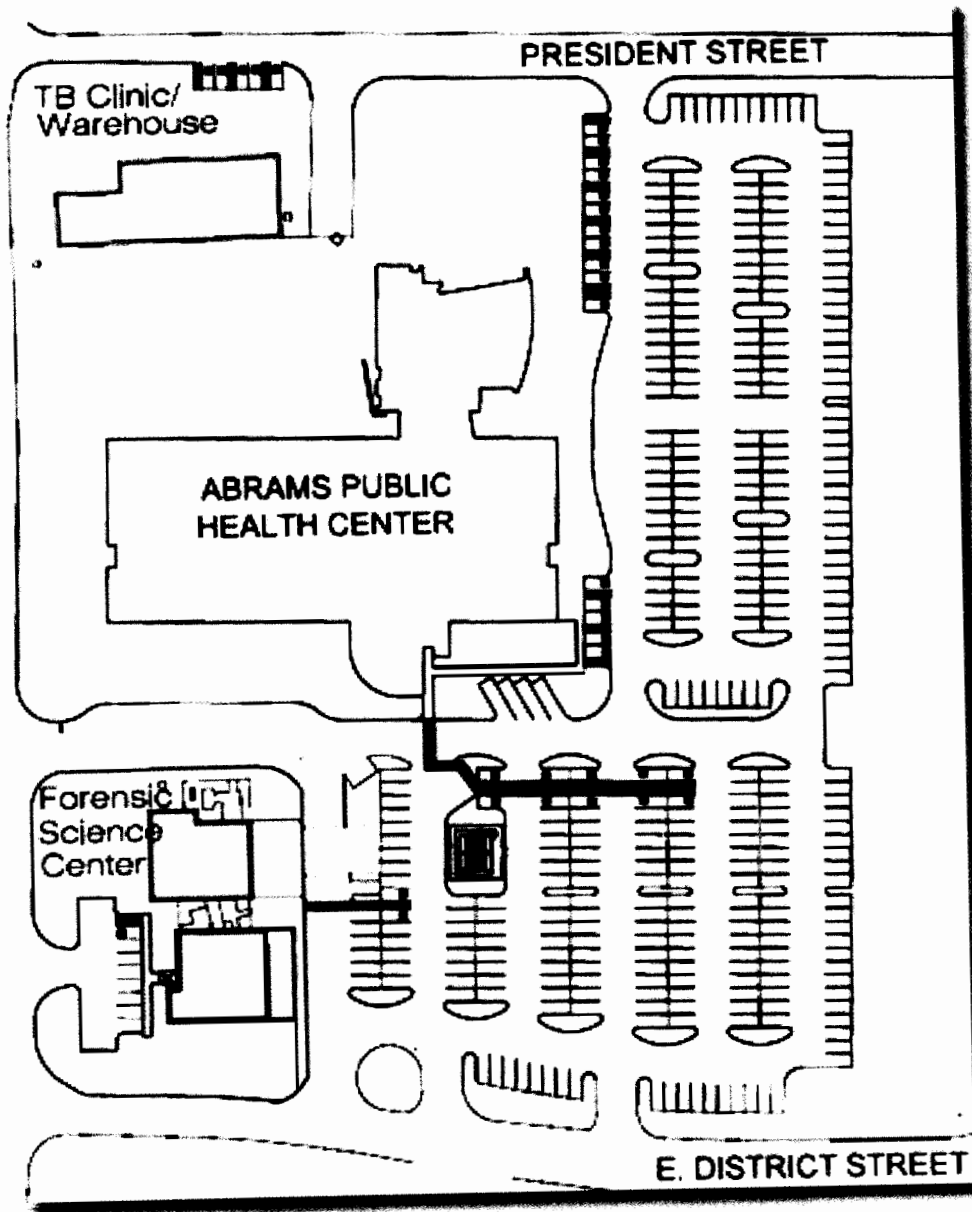 PRESIDENT STREET
TB Clinic/
Warehouse
ABRAMS PUBLIC
HEALTH CENTER
Forensic
Science
Center
E. DISTRICT STREET